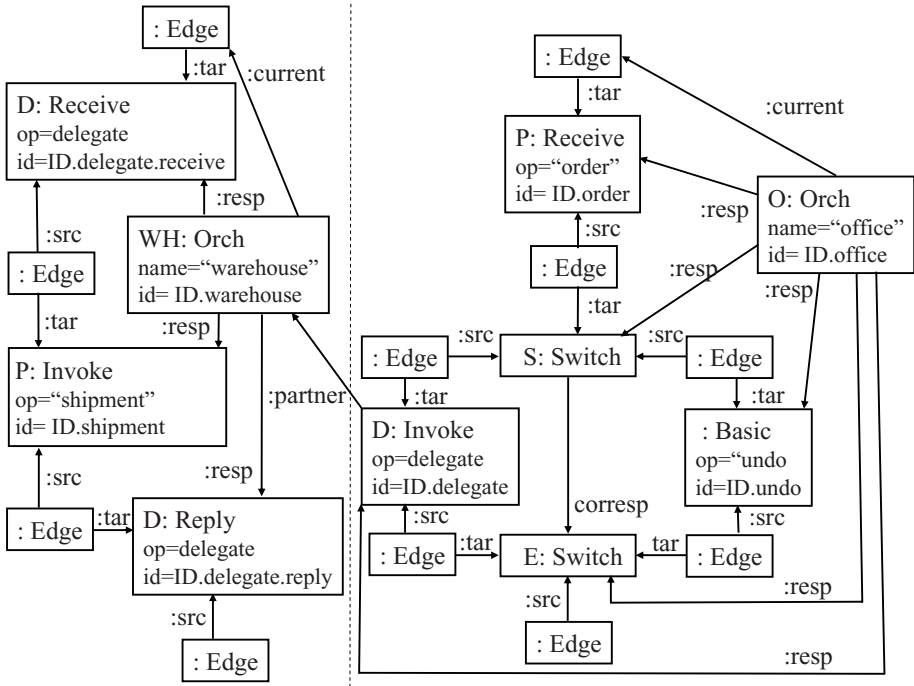 : Edge
:tar
:current
D: Receive
op=delegate
id=ID.delegate.receive
:resp
:src
WH: Orch
name=“warehouse”
id= ID.warehouse
: Edge
:tar
:resp
P: Invoke
op=“shipment”
id= ID.shipment
:partner
:src
:resp
: Edge
:tar
D: Reply
op=delegate
id=ID.delegate.reply
:src
: Edge
: Edge
:tar
:current
P: Receive
op=“order”
id= ID.order
:resp
O: Orch
name=“office”
id= ID.office
:src
: Edge
:resp
:resp
:tar
:src
:src
: Edge
S: Switch
: Edge
:tar
:tar
D: Invoke
op=delegate
id=ID.delegate
: Basic
op=“undo
id=ID.undo
:src
corresp
:src
: Edge
:tar
E: Switch
tar
: Edge
:src
:resp
: Edge
:resp